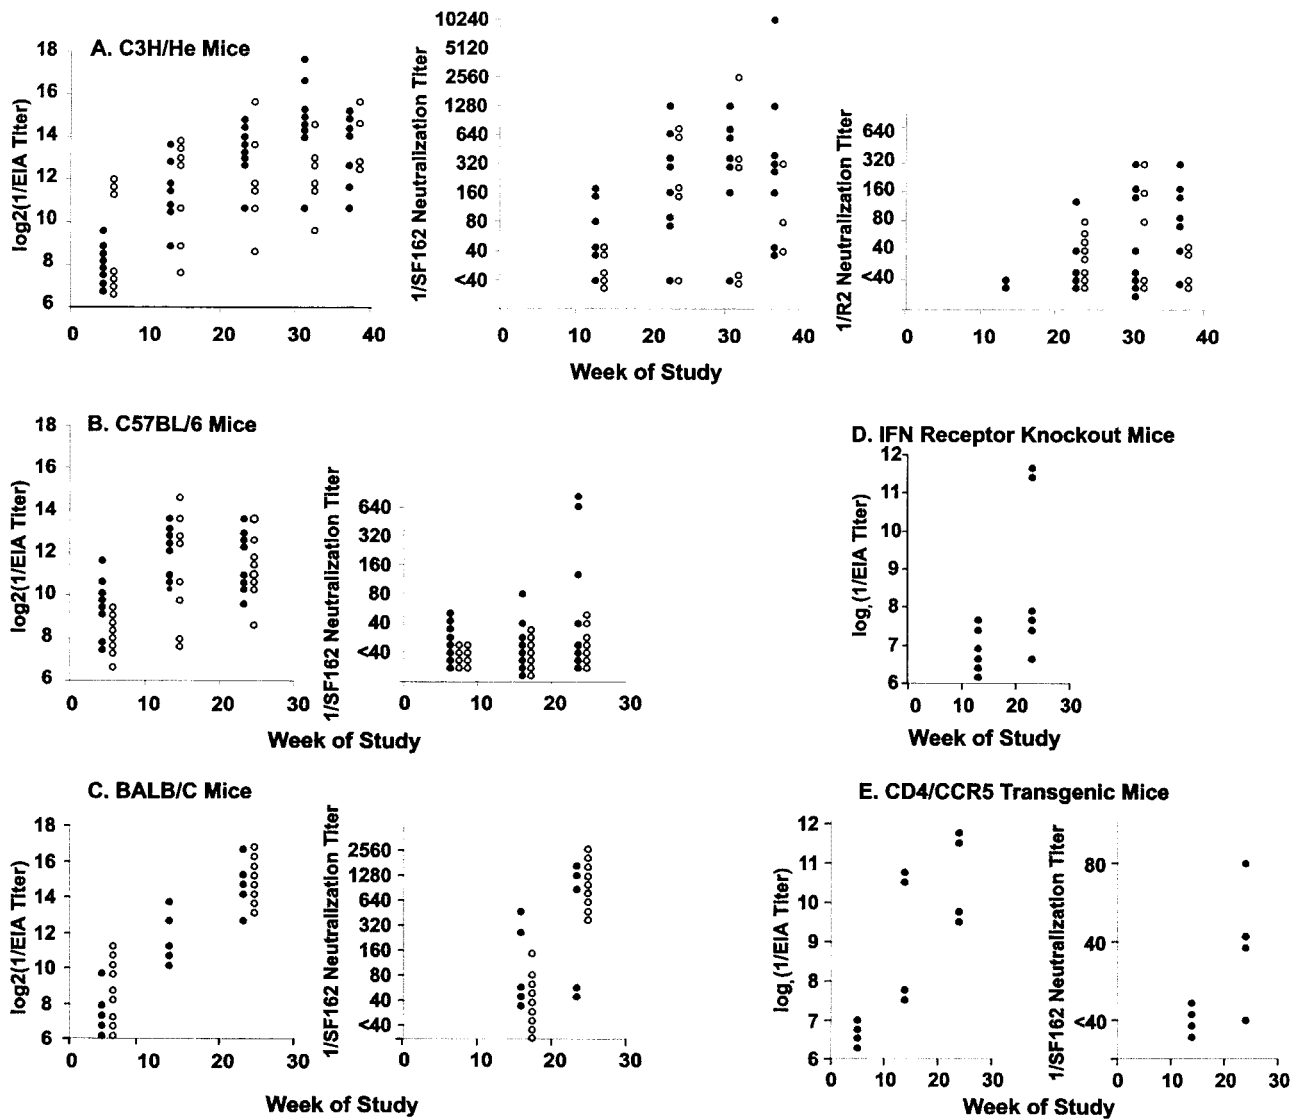 A. C3H/He Mice
log2(1/EIA Titer)
18
16
14
12
10
8
6
0 10 20 30 40
1/SF162 Neutralization Titer
10240
5120
2560
1280
640
320
160
80
40
<40
0 10 20 30 40
Week of Study
1/R2 Neutralization Titer
640
320
160
80
40
<40
0 10 20 30 40
B. C57BL/6 Mice
log2(1/EIA Titer)
18
16
14
12
10
8
6
0 10 20 30
1/SF162 Neutralization Titer
640
320
160
80
40
<40
0 10 20 30
Week of Study
D. IFN Receptor Knockout Mice
log,(1/EIA Titer)
12
11
10
9
8
7
6
0 10 20 30
Week of Study
C. BALB/C Mice
log2(1/EIA Titer)
18
16
14
12
10
8
6
0 10 20 30
1/SF162 Neutralization Titer
2560
1280
640
320
160
80
40
<40
0 10 20 30
Week of Study
E. CD4/CCR5 Transgenic Mice
log,(1/EIA Titer)
12
11
10
9
8
7
6
0 10 20 30
1/SF162 Neutralization Titer
80
40
<40
0 10 20 30
Week of Study